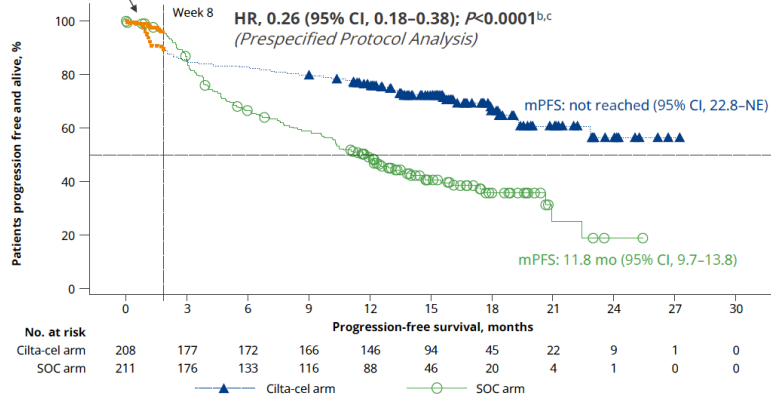 Week 8
HR, 0.26 (95% CI, 0.18–0.38); P<0.0001b,c
(Prespecified Protocol Analysis)
Patients progression free and alive, %
100
80
60
40
20
0
mPFS: not reached (95% CI, 22.8–NE)
mPFS: 11.8 mo (95% CI, 9.7–13.8)
0 3 6 9 12 15 18 21 24 27 30
Progression-free survival, months
No. at risk
Cilta-cel arm 208 177 172 166 146 94 45 22 9 1 0
SOC arm 211 176 133 116 88 46 20 4 1 0 0
Cilta-cel arm SOC arm